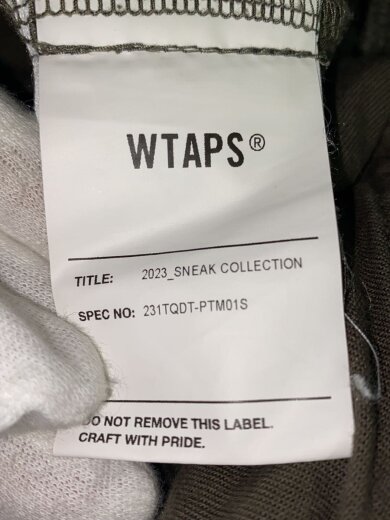 WTAPS®
TITLE: 2023_SNEAK COLLECTION
SPEC NO: 231TQDT-PTM01S
DO NOT REMOVE THIS LABEL.
CRAFT WITH PRIDE.